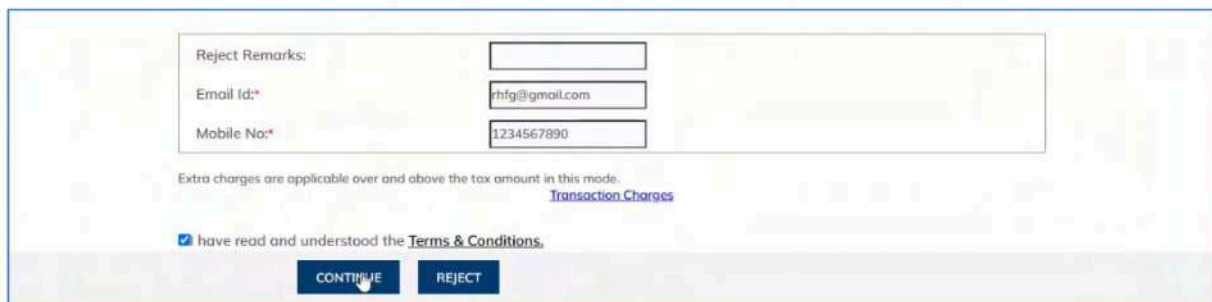 Reject Remarks:
Email Id:* rhfg@gmail.com
Mobile No:* 1234567890
Extra charges are applicable over and above the tax amount in this mode.
Transaction Charges
I have read and understood the Terms & Conditions.
CONTINUE REJECT